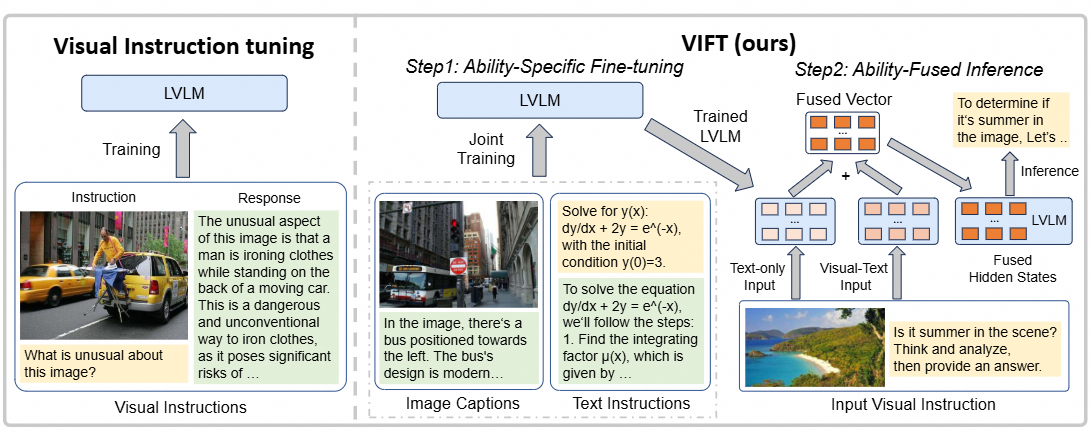 Visual Instruction tuning
LVLM
Training
Instruction
Response
What is unusual about
this image?
The unusual aspect
of this image is that a
man is ironing clothes
while standing on the
back of a moving car.
This is a dangerous
and unconventional
way to iron clothes,
as it poses significant
risks of …
Visual Instructions
VIFT (ours)
Step1: Ability-Specific Fine-tuning
LVLM
Joint
Training
Trained
LVLM
In the image, there's a
bus positioned towards
the left. The bus's
design is modern…
Image Captions
Solve for y(x):
dy/dx + 2y = e^(-x),
with the initial
condition y(0)=3.
To solve the equation
dy/dx + 2y = e^(-x),
we'll follow the steps:
1. Find the integrating
factor μ(x), which is
given by …
Text Instructions
Step2: Ability-Fused Inference
Fused Vector
...
To determine if
it's summer in
the image, Let's ..
+
Inference
...
...
...
LVLM
Text-only
Input
Visual-Text
Input
Fused
Hidden States
Is it summer in the scene?
Think and analyze,
then provide an answer.
Input Visual Instruction